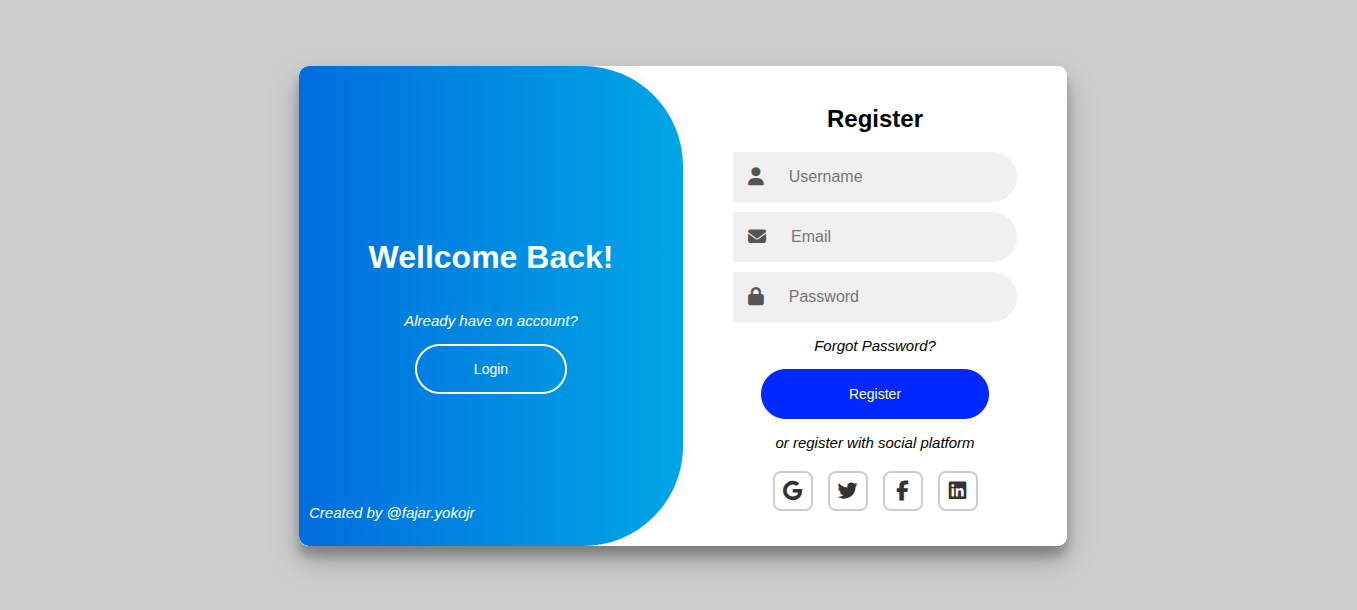 Wellcome Back!
Already have on account?
Login
Created by @fajar.yokojr
Register
Username
Email
Password
Forgot Password?
Register
or register with social platform